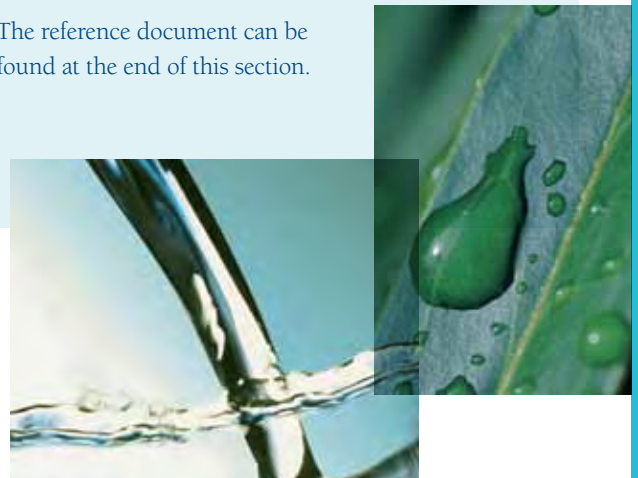 The reference document can be
found at the end of this section.